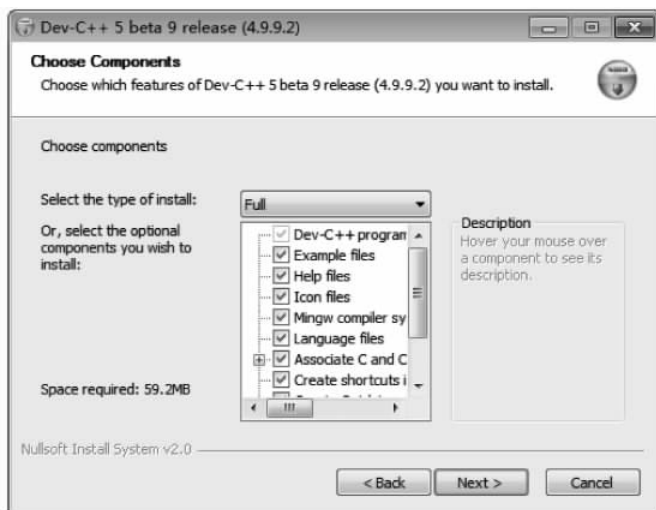 Dev-C++ 5 beta 9 release (4.9.9.2)
Choose Components
Choose which features of Dev-C++ 5 beta 9 release (4.9.9.2) you want to install.
Choose components
Select the type of install:
Full
Or, select the optional
components you wish to
install:
Dev-C++ program
Example files
Help files
Icon files
Mingw compiler sy
Language files
Associate C and C
Create shortcuts i
Description
Hover your mouse over
a component to see its
description.
Space required: 59.2MB
Nullsoft Install System v2.0
< Back
Next >
Cancel